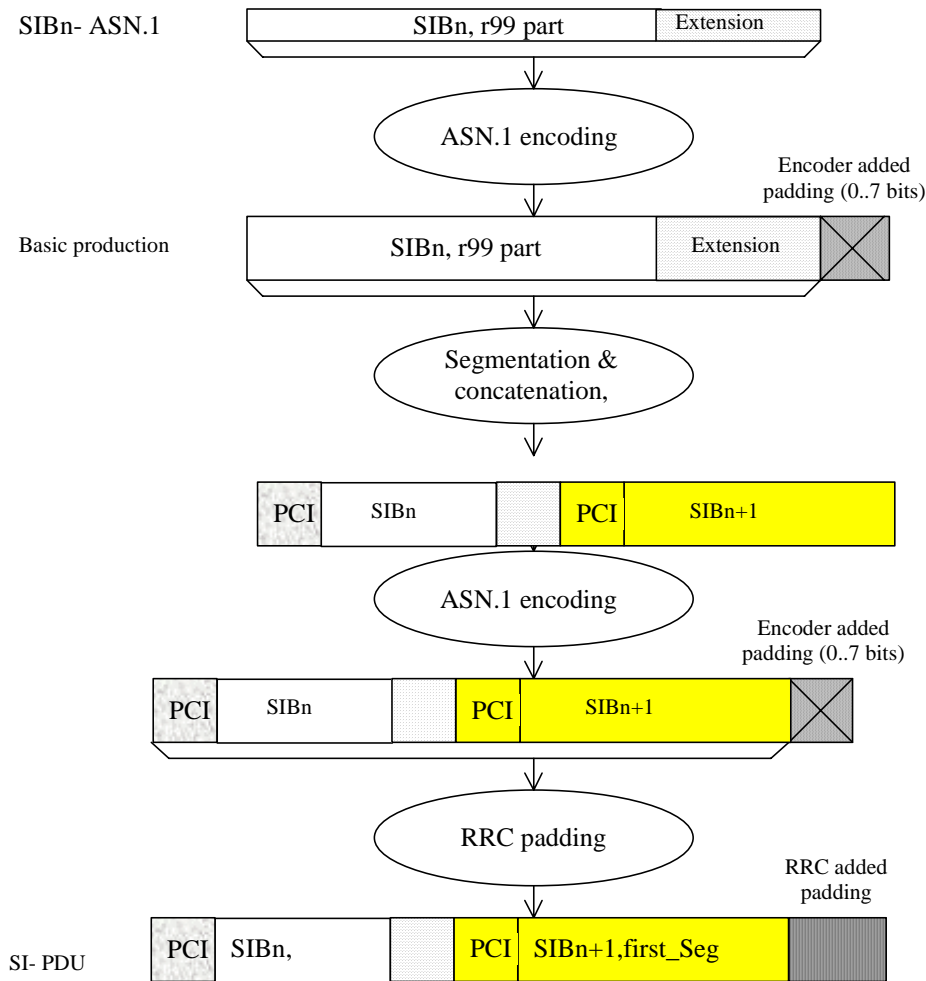 SIBn- ASN.1
SIBn, r99 part
Extension
ASN.1 encoding
Encoder added
padding (0..7 bits)
Basic production
SIBn, r99 part
Extension
Segmentation &
concatenation,
PCI
SIBn
PCI
SIBn+1
ASN.1 encoding
Encoder added
padding (0..7 bits)
PCI
SIBn
PCI
SIBn+1
RRC padding
RRC added
padding
SI- PDU
PCI
SIBn,
PCI
SIBn+1,first_Seg